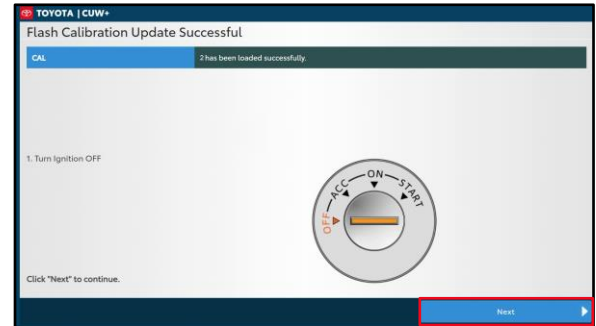 TOYOTA | CUW+
Flash Calibration Update Successful
CAL
2 has been loaded successfully.
1. Turn Ignition OFF
OFF
ACC
ON
START
Click "Next" to continue.
Next